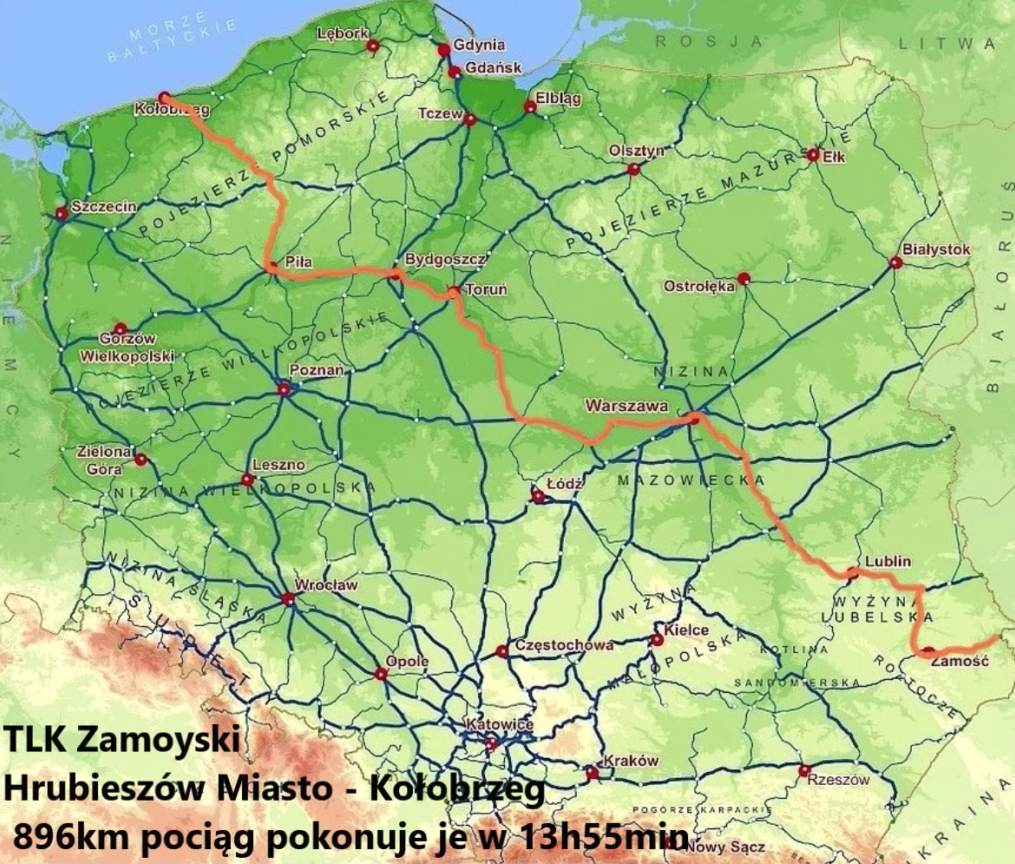 MORZE
BAŁTYCKIE
ROSJA
LITWA
Lębork
Gdynia
Gdańsk
Kołobrzeg
Tczew
Elbląg
POJEZIERZE POMORSKIE
Olsztyn
Ełk
POJEZIERZE MAZURSKIE
Szczecin
BIAŁORUŚ
NIEMCY
Piła
Bydgoszcz
Toruń
Białystok
Ostrołęka
Gorzów
Wielkopolski
POJEZIERZE WIELKOPOLSKIE
Poznań
NIZINA
Warszawa
Zielona
Góra
Leszno
NIZINA WIELKOPOLSKA
Łódź
MAZOWIECKA
NIZINA ŚLĄSKA
Wrocław
Lublin
WYŻYNA
LUBELSKA
SUDETY
WYŻYNA
MAŁOPOLSKA
Kielce
Częstochowa
KOTLINA
SANDOMIERSKA
Zamość
ROZTOCZE
Opole
Katowice
Kraków
Rzeszów
POGÓRZE KARPACKIE
Nowy Sącz
UKRAINA
TLK Zamoyski
Hrubieszów Miasto - Kołobrzeg
896km pociąg pokonuje je w 13h55min